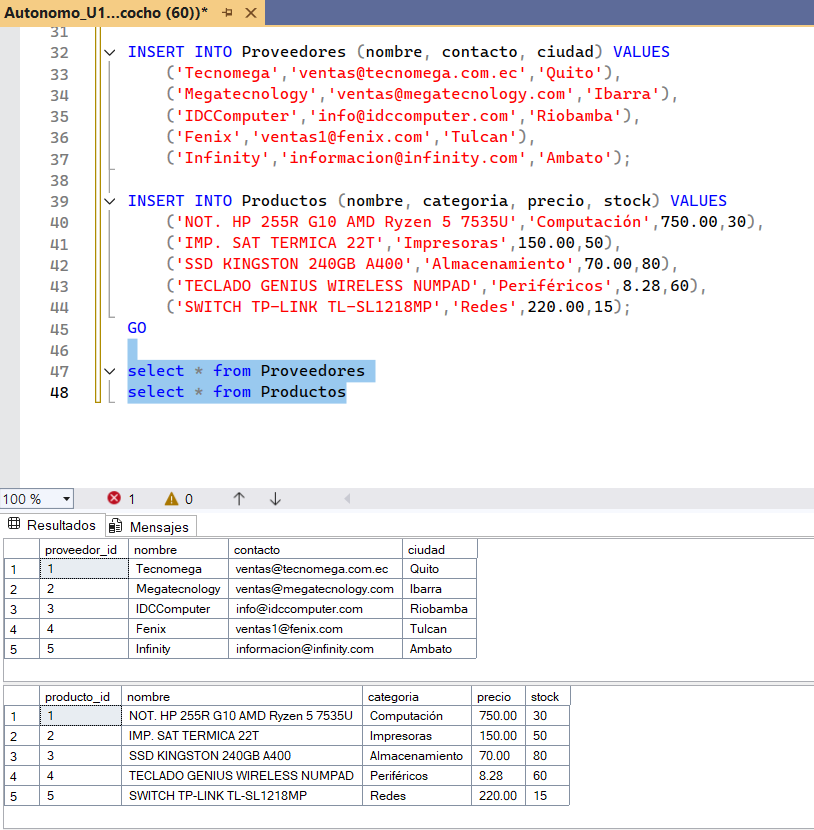 Autonomo_U1...cocho (60))*
31
32 INSERT INTO Proveedores (nombre, contacto, ciudad) VALUES
33 ('Tecnomega','ventas@tecnomega.com.ec','Quito'),
34 ('Megatecnology','ventas@megatecnology.com','Ibarra'),
35 ('IDCComputer','info@idccomputer.com','Riobamba'),
36 ('Fenix','ventas1@fenix.com','Tulcan'),
37 ('Infinity','informacion@infinity.com','Ambato');
38
39 INSERT INTO Productos (nombre, categoria, precio, stock) VALUES
40 ('NOT. HP 255R G10 AMD Ryzen 5 7535U','Computación',750.00,30),
41 ('IMP. SAT TERMICA 22T','Impresoras',150.00,50),
42 ('SSD KINGSTON 240GB A400','Almacenamiento',70.00,80),
43 ('TECLADO GENIUS WIRELESS NUMPAD','Periféricos',8.28,60),
44 ('SWITCH TP-LINK TL-SL1218MP','Redes',220.00,15);
45 GO
46
47 select * from Proveedores
48 select * from Productos
100 % 1 0
Resultados Mensajes
proveedor_id nombre contacto ciudad
1 1 Tecnomega ventas@tecnomega.com.ec Quito
2 2 Megatecnology ventas@megatecnology.com Ibarra
3 3 IDCComputer info@idccomputer.com Riobamba
4 4 Fenix ventas1@fenix.com Tulcan
5 5 Infinity informacion@infinity.com Ambato
producto_id nombre categoria precio stock
1 1 NOT. HP 255R G10 AMD Ryzen 5 7535U Computación 750.00 30
2 2 IMP. SAT TERMICA 22T Impresoras 150.00 50
3 3 SSD KINGSTON 240GB A400 Almacenamiento 70.00 80
4 4 TECLADO GENIUS WIRELESS NUMPAD Periféricos 8.28 60
5 5 SWITCH TP-LINK TL-SL1218MP Redes 220.00 15